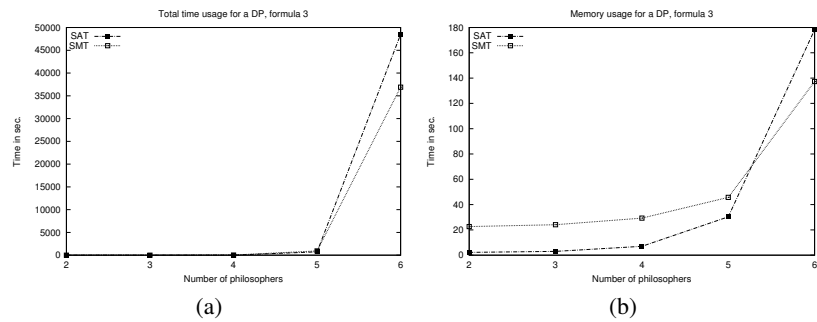 Total time usage for a DP, formula 3
50000
45000
40000
35000
30000
25000
20000
15000
10000
5000
0
SAT
SMT
Time in sec.
2 3 4 5 6
Number of philosophers
(a)
Memory usage for a DP, formula 3
180
160
140
120
100
80
60
40
20
0
SAT
SMT
Time in sec.
2 3 4 5 6
Number of philosophers
(b)